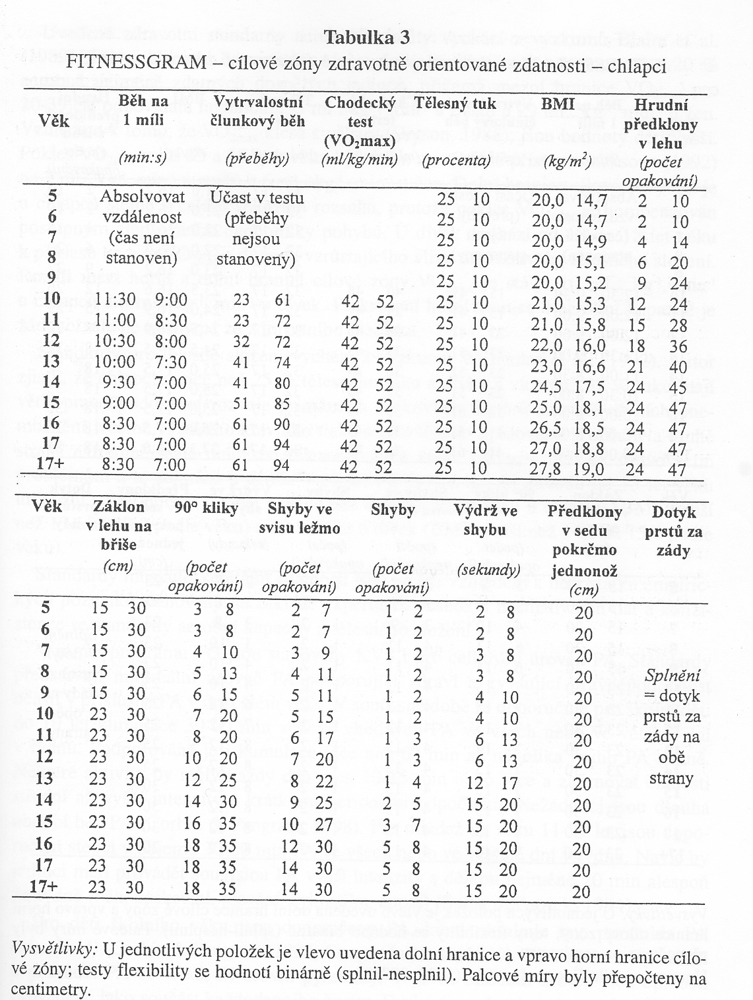 Tabulka 3
FITNESSGRAM – cílové zóny zdravotně orientované zdatnosti – chlapci
Běh na Vytrvalostní Chodecký Tělesný tuk BMI Hrudní
Věk 1 míli člunkový běh test předklony
(VO₂max) v lehu
(min:s) (přeběhy) (ml/kg/min) (procenta) (kg/m²) (počet
opakování)
5 Absolvovat Účast v testu 25 10 20,0 14,7 2 10
6 vzdálenost (přeběhy 25 10 20,0 14,7 2 10
7 (čas není nejsou 25 10 20,0 14,9 4 14
8 stanoven) stanoveny) 25 10 20,0 15,1 6 20
9 25 10 20,0 15,2 9 24
10 11:30 9:00 23 61 42 52 25 10 21,0 15,3 12 24
11 11:00 8:30 23 72 42 52 25 10 21,0 15,8 15 28
12 10:30 8:00 32 72 42 52 25 10 22,0 16,0 18 36
13 10:00 7:30 41 74 42 52 25 10 23,0 16,6 21 40
14 9:30 7:00 41 80 42 52 25 10 24,5 17,5 24 45
15 9:00 7:00 51 85 42 52 25 10 25,0 18,1 24 47
16 8:30 7:00 61 90 42 52 25 10 26,5 18,5 24 47
17 8:30 7:00 61 94 42 52 25 10 27,0 18,8 24 47
17+ 8:30 7:00 61 94 42 52 25 10 27,8 19,0 24 47
Věk Záklon 90° kliky Shyby ve Shyby Výdrž ve Předklony Dotyk
v lehu na svisu ležmo shybu v sedu prstů za
břiše pokrčmo zády
(cm) (počet (počet (počet (sekundy) jednonož
opakování) opakování) opakování) (cm)
5 15 30 3 8 2 7 1 2 2 8 20
6 15 30 3 8 2 7 1 2 2 8 20
7 15 30 4 10 3 9 1 2 3 8 20
8 15 30 5 13 4 11 1 2 3 8 20 Splnění
9 15 30 6 15 5 11 1 2 4 10 20 = dotyk
10 23 30 7 20 5 15 1 2 4 10 20 prstů za
11 23 30 8 20 6 17 1 3 6 13 20 zády na
12 23 30 10 20 7 20 1 3 6 13 20 obě
13 23 30 12 25 8 22 1 4 12 17 20 strany
14 23 30 14 30 9 25 2 5 15 20 20
15 23 30 16 35 10 27 3 7 15 20 20
16 23 30 18 35 12 30 5 8 15 20 20
17 23 30 18 35 14 30 5 8 15 20 20
17+ 23 30 18 35 14 30 5 8 15 20 20
Vysvětlivky: U jednotlivých položek je vlevo uvedena dolní hranice a vpravo horní hranice cílo-
vé zóny; testy flexibility se hodnotí binárně (splnil-nesplnil). Palcové míry byly přepočteny na
centimetry.